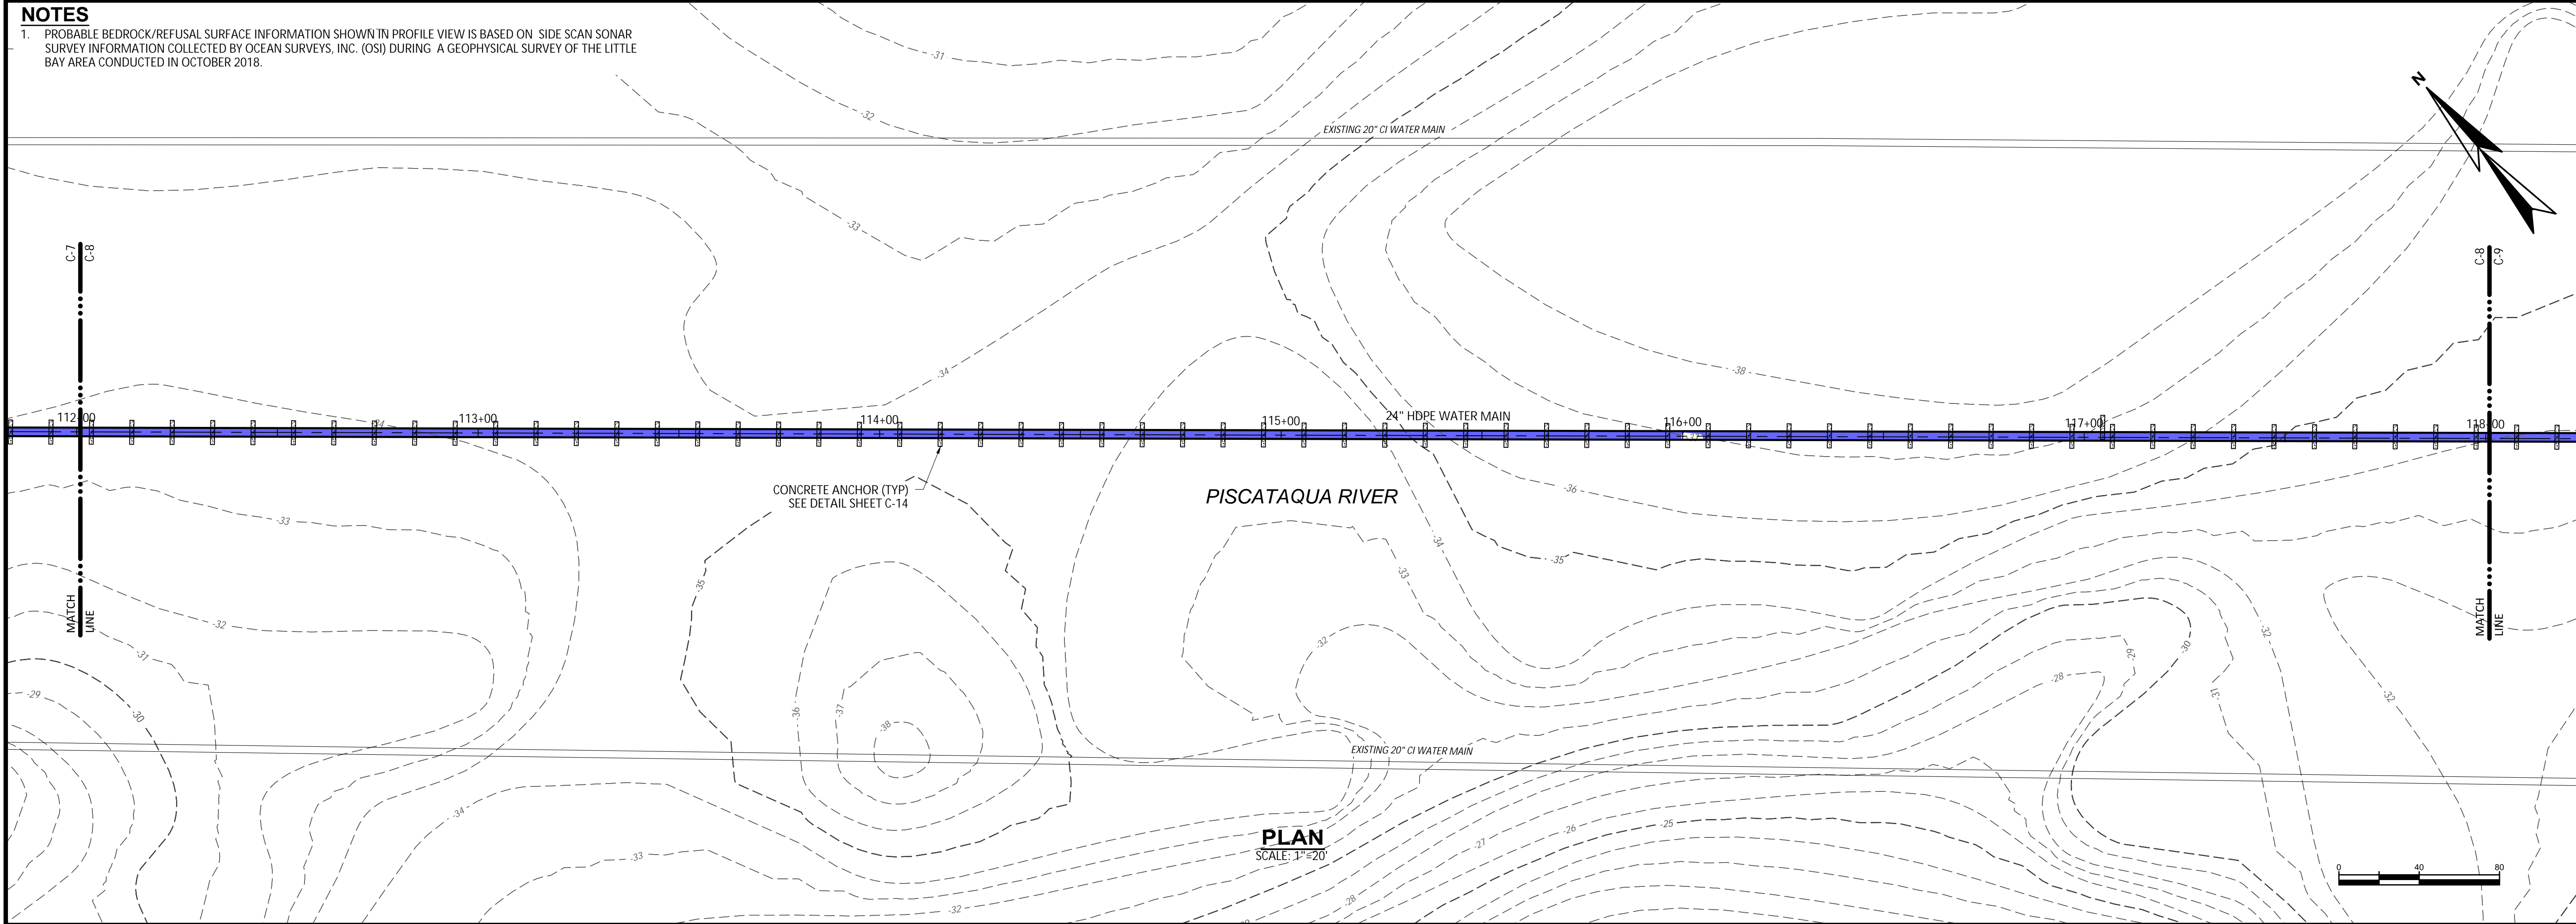 NOTES
1. PROBABLE BEDROCK/REFUSAL SURFACE INFORMATION SHOWN IN PROFILE VIEW IS BASED ON SIDE SCAN SONAR
SURVEY INFORMATION COLLECTED BY OCEAN SURVEYS, INC. (OSI) DURING A GEOPHYSICAL SURVEY OF THE LITTLE
BAY AREA CONDUCTED IN OCTOBER 2018.
-31
-32
EXISTING 20" CI WATER MAIN
N
-33
C-7
C-8
C-8
C-9
-34
-38
112+00
-34
113+00
114+00
115+00
24" HDPE WATER MAIN
116+00
117+00
118+00
CONCRETE ANCHOR (TYP)
SEE DETAIL SHEET C-14
PISCATAQUA RIVER
-36
-33
-34
-35
-33
-35
MATCH
LINE
-32
-31
-32
-29
-30
-28
-32
-31
-32
MATCH
LINE
-29
-30
-36
-37
-38
EXISTING 20" CI WATER MAIN
-34
-33
-32
PLAN
SCALE: 1"=20'
-28
-27
-26
-25
0 40 80